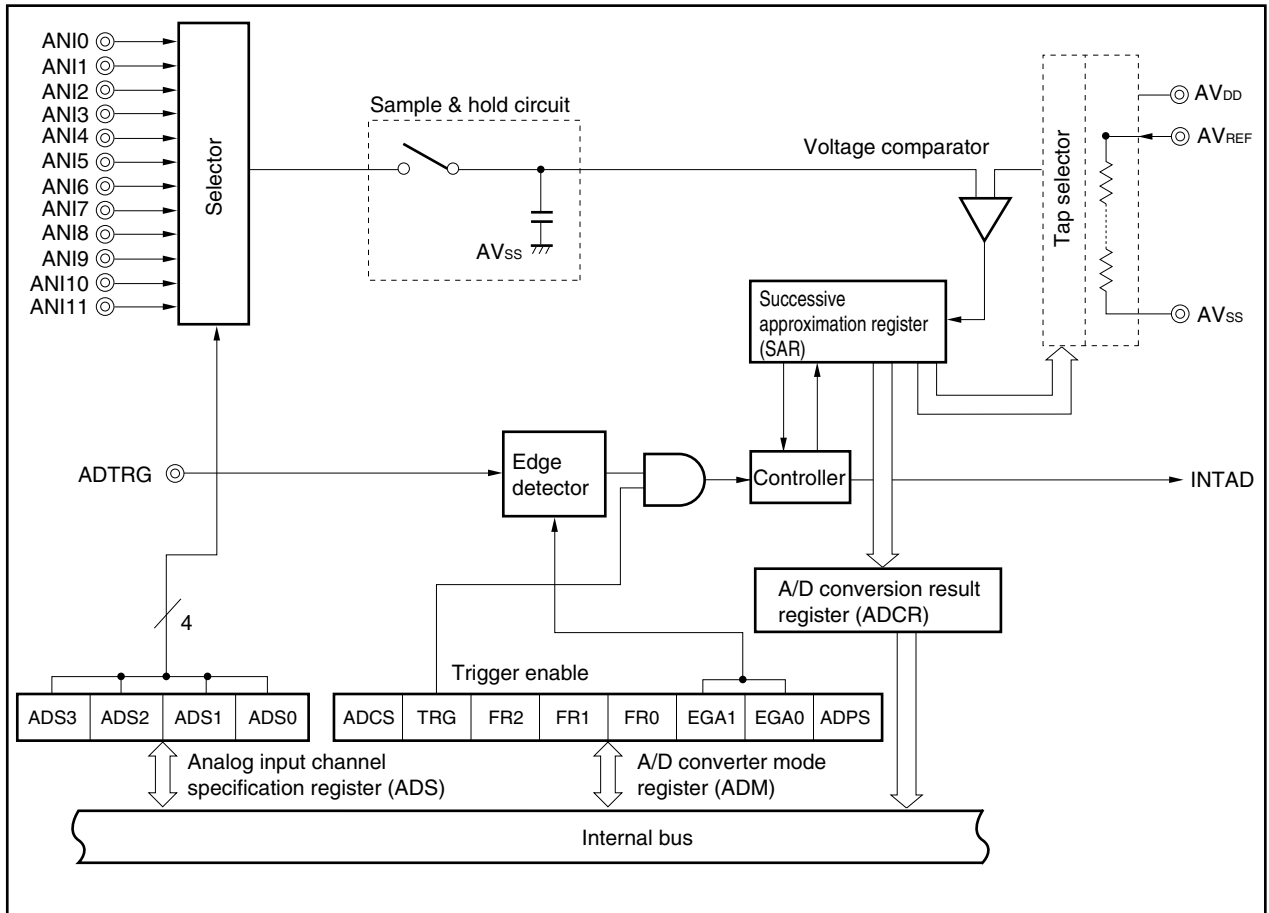 ANI0
ANI1
ANI2
ANI3
ANI4
ANI5
ANI6
ANI7
ANI8
ANI9
ANI10
ANI11
Selector
Sample & hold circuit
AVSS
Voltage comparator
Tap selector
AVDD
AVREF
AVSS
Successive
approximation register
(SAR)
ADTRG
Edge
detector
Controller
INTAD
A/D conversion result
register (ADCR)
4
Trigger enable
ADS3 ADS2 ADS1 ADS0
ADCS TRG FR2 FR1 FR0 EGA1 EGA0 ADPS
Analog input channel
specification register (ADS)
A/D converter mode
register (ADM)
Internal bus